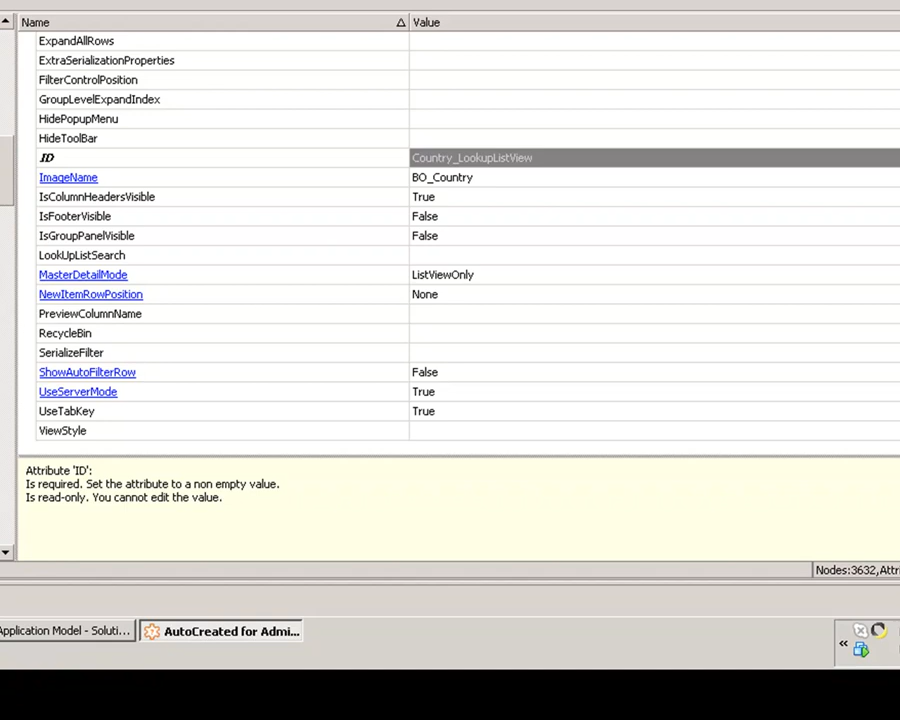 Name Value
ExpandAllRows
ExtraSerializationProperties
FilterControlPosition
GroupLevelExpandIndex
HidePopupMenu
HideToolBar
ID Country_LookupListView
ImageName BO_Country
IsColumnHeadersVisible True
IsFooterVisible False
IsGroupPanelVisible False
LookUpListSearch
MasterDetailMode ListViewOnly
NewItemRowPosition None
PreviewColumnName
RecycleBin
SerializeFilter
ShowAutoFilterRow False
UseServerMode True
UseTabKey True
ViewStyle
Attribute 'ID':
Is required. Set the attribute to a non empty value.
Is read-only. You cannot edit the value.
Nodes:3632,Attri
Application Model - Soluti... AutoCreated for Admi...
«